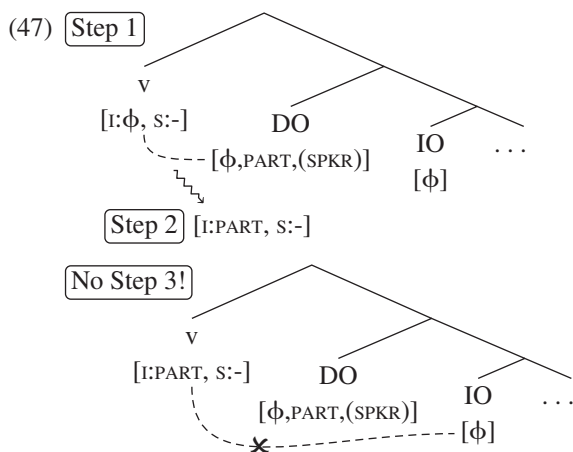 (47) Step 1
v
[I:ϕ, S:-]
DO
[ϕ,PART,(SPKR)]
IO
[ϕ]
...
Step 2 [I:PART, S:-]
No Step 3!
v
[I:PART, S:-]
DO
[ϕ,PART,(SPKR)]
IO
[ϕ]
...